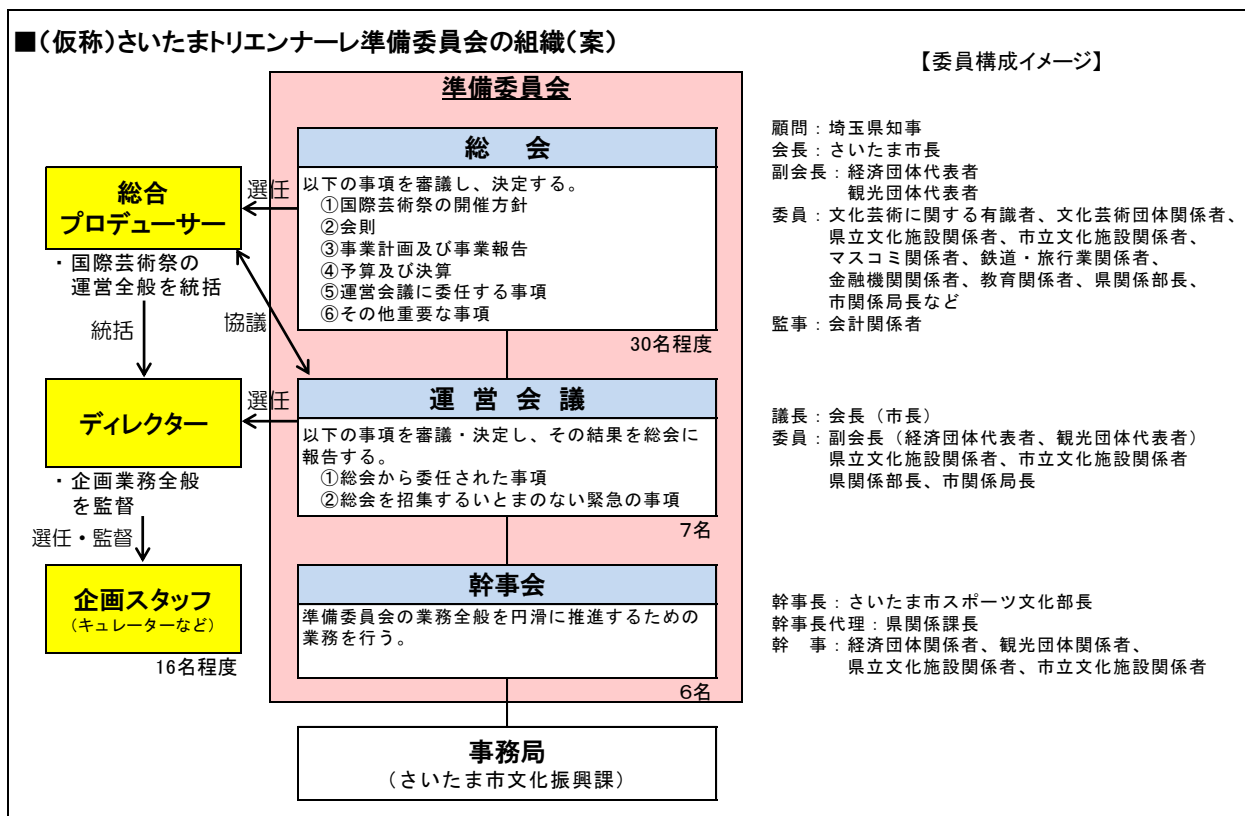 ■(仮称)さいたまトリエンナーレ準備委員会の組織(案)
【委員構成イメージ】
準備委員会
総 会
以下の事項を審議し、決定する。
①国際芸術祭の開催方針
②会則
③事業計画及び事業報告
④予算及び決算
⑤運営会議に委任する事項
⑥その他重要な事項
30名程度
顧問：埼玉県知事
会長：さいたま市長
副会長：経済団体代表者
観光団体代表者
委員：文化芸術に関する有識者、文化芸術団体関係者、
県立文化施設関係者、市立文化施設関係者、
マスコミ関係者、鉄道・旅行業関係者、
金融機関関係者、教育関係者、県関係部長、
市関係局長など
監事：会計関係者
選任
総合
プロデューサー
・国際芸術祭の
運営全般を統括
統括
協議
運 営 会 議
以下の事項を審議・決定し、その結果を総会に
報告する。
①総会から委任された事項
②総会を招集するいとまのない緊急の事項
7名
議長：会長（市長）
委員：副会長（経済団体代表者、観光団体代表者）
県立文化施設関係者、市立文化施設関係者
県関係部長、市関係局長
選任
ディレクター
・企画業務全般
を監督
選任・監督
企画スタッフ
(キュレーターなど)
16名程度
幹事会
準備委員会の業務全般を円滑に推進するための
業務を行う。
6名
幹事長：さいたま市スポーツ文化部長
幹事長代理：県関係課長
幹 事：経済団体関係者、観光団体関係者、
県立文化施設関係者、市立文化施設関係者
事務局
（さいたま市文化振興課）